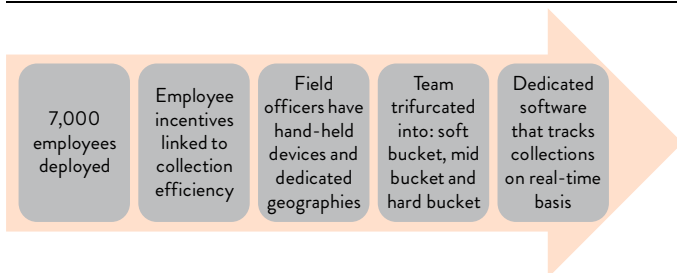 7,000
employees
deployed
Employee
incentives
linked to
collection
efficiency
Field
officers have
hand-held
devices and
dedicated
geographies
Team
trifurcated
into: soft
bucket, mid
bucket and
hard bucket
Dedicated
software
that tracks
collections
on real-time
basis